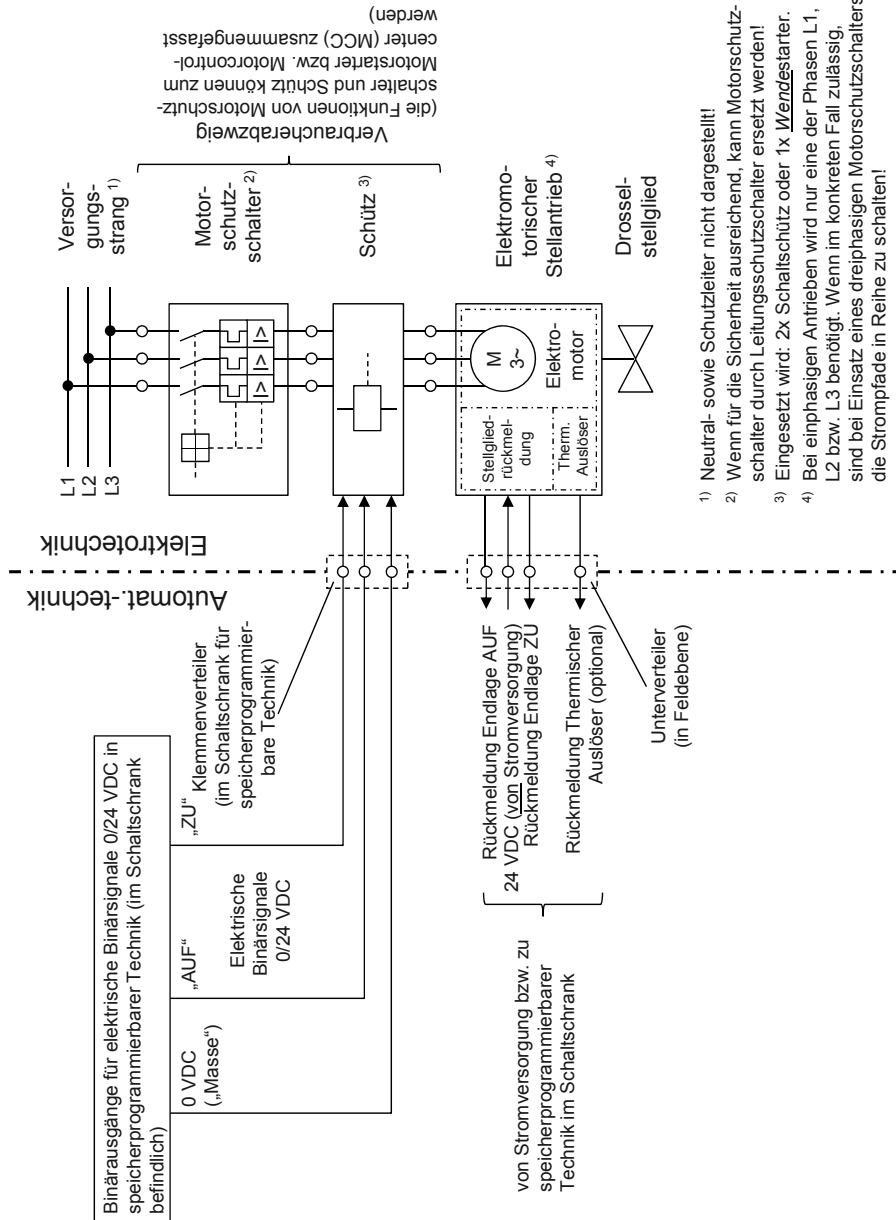 Binärausgänge für elektrische Binärsignale 0/24 VDC in
speicherprogrammierbarer Technik (im Schaltschrank
befindlich)
0 VDC
(„Masse“)
„AUF“
„ZU“
Elektrische
Binärsignale
0/24 VDC
Klemmenverteiler
(im Schaltschrank für
speicherprogrammier-
bare Technik)
von Stromversorgung bzw. zu
speicherprogrammierbarer
Technik im Schaltschrank
Rückmeldung Endlage AUF
24 VDC (von Stromversorgung)
Rückmeldung Endlage ZU
Rückmeldung Thermischer
Auslöser (optional)
Unterverteiler
(in Feldebene)
Automat.-technik
Elektrotechnik
L1
L2
L3
Versor-
gungs-
strang 1)
Motor-
schutz-
schalter 2)
I>
I>
I>
Schütz 3)
Verbraucherabzweig
(die Funktionen von Motorschutz-
schalter und Schütz können zum
Motorstarter bzw. Motorcontrol-
center (MCC) zusammengefasst
werden)
Stellglied-
rückmel-
dung
Therm.
Auslöser
M
3~
Elektro-
motor
Elektromo-
torischer
Stellantrieb 4)
Drossel-
stellglied
1) Neutral- sowie Schutzleiter nicht dargestellt!
2) Wenn für die Sicherheit ausreichend, kann Motorschutz-
schalter durch Leitungsschutzschalter ersetzt werden!
3) Eingesetzt wird: 2x Schaltschütz oder 1x Wendestarter.
4) Bei einphasigen Antrieben wird nur eine der Phasen L1,
L2 bzw. L3 benötigt. Wenn im konkreten Fall zulässig,
sind bei Einsatz eines dreiphasigen Motorschutzschalters
die Strompfade in Reihe zu schalten!